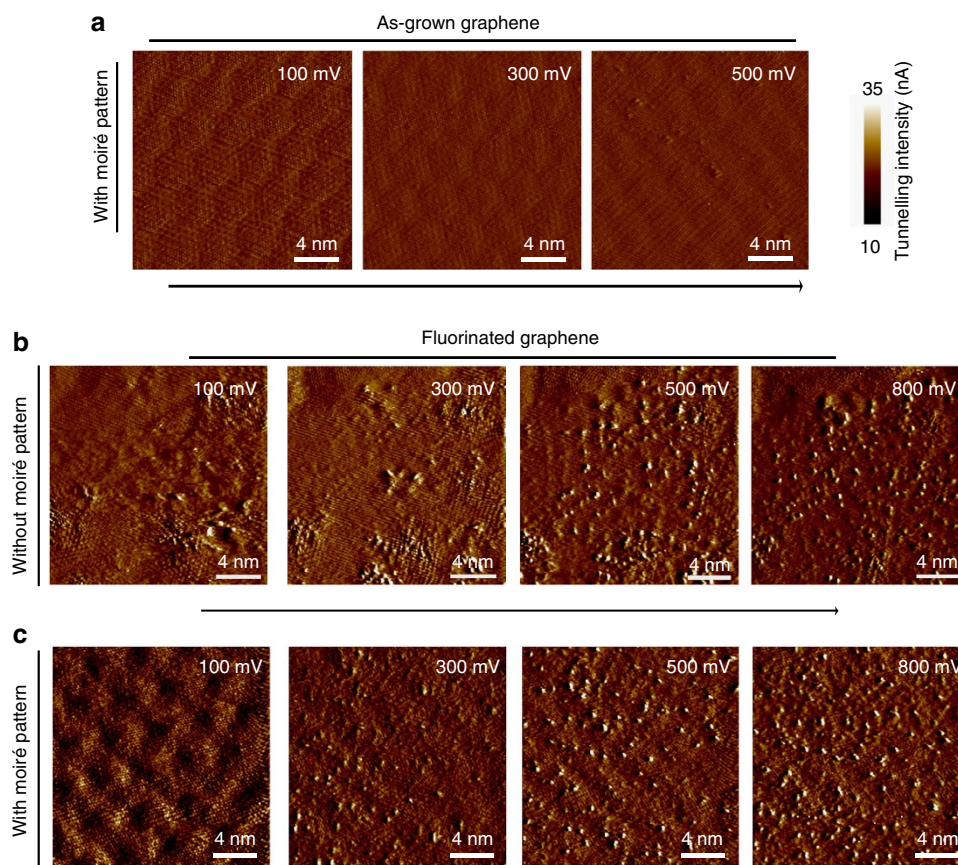 a
As-grown graphene
With moiré pattern
100 mV
300 mV
500 mV
4 nm
4 nm
4 nm
35
10
Tunnelling intensity (nA)
b
Fluorinated graphene
Without moiré pattern
100 mV
300 mV
500 mV
800 mV
4 nm
4 nm
4 nm
4 nm
c
With moiré pattern
100 mV
300 mV
500 mV
800 mV
4 nm
4 nm
4 nm
4 nm